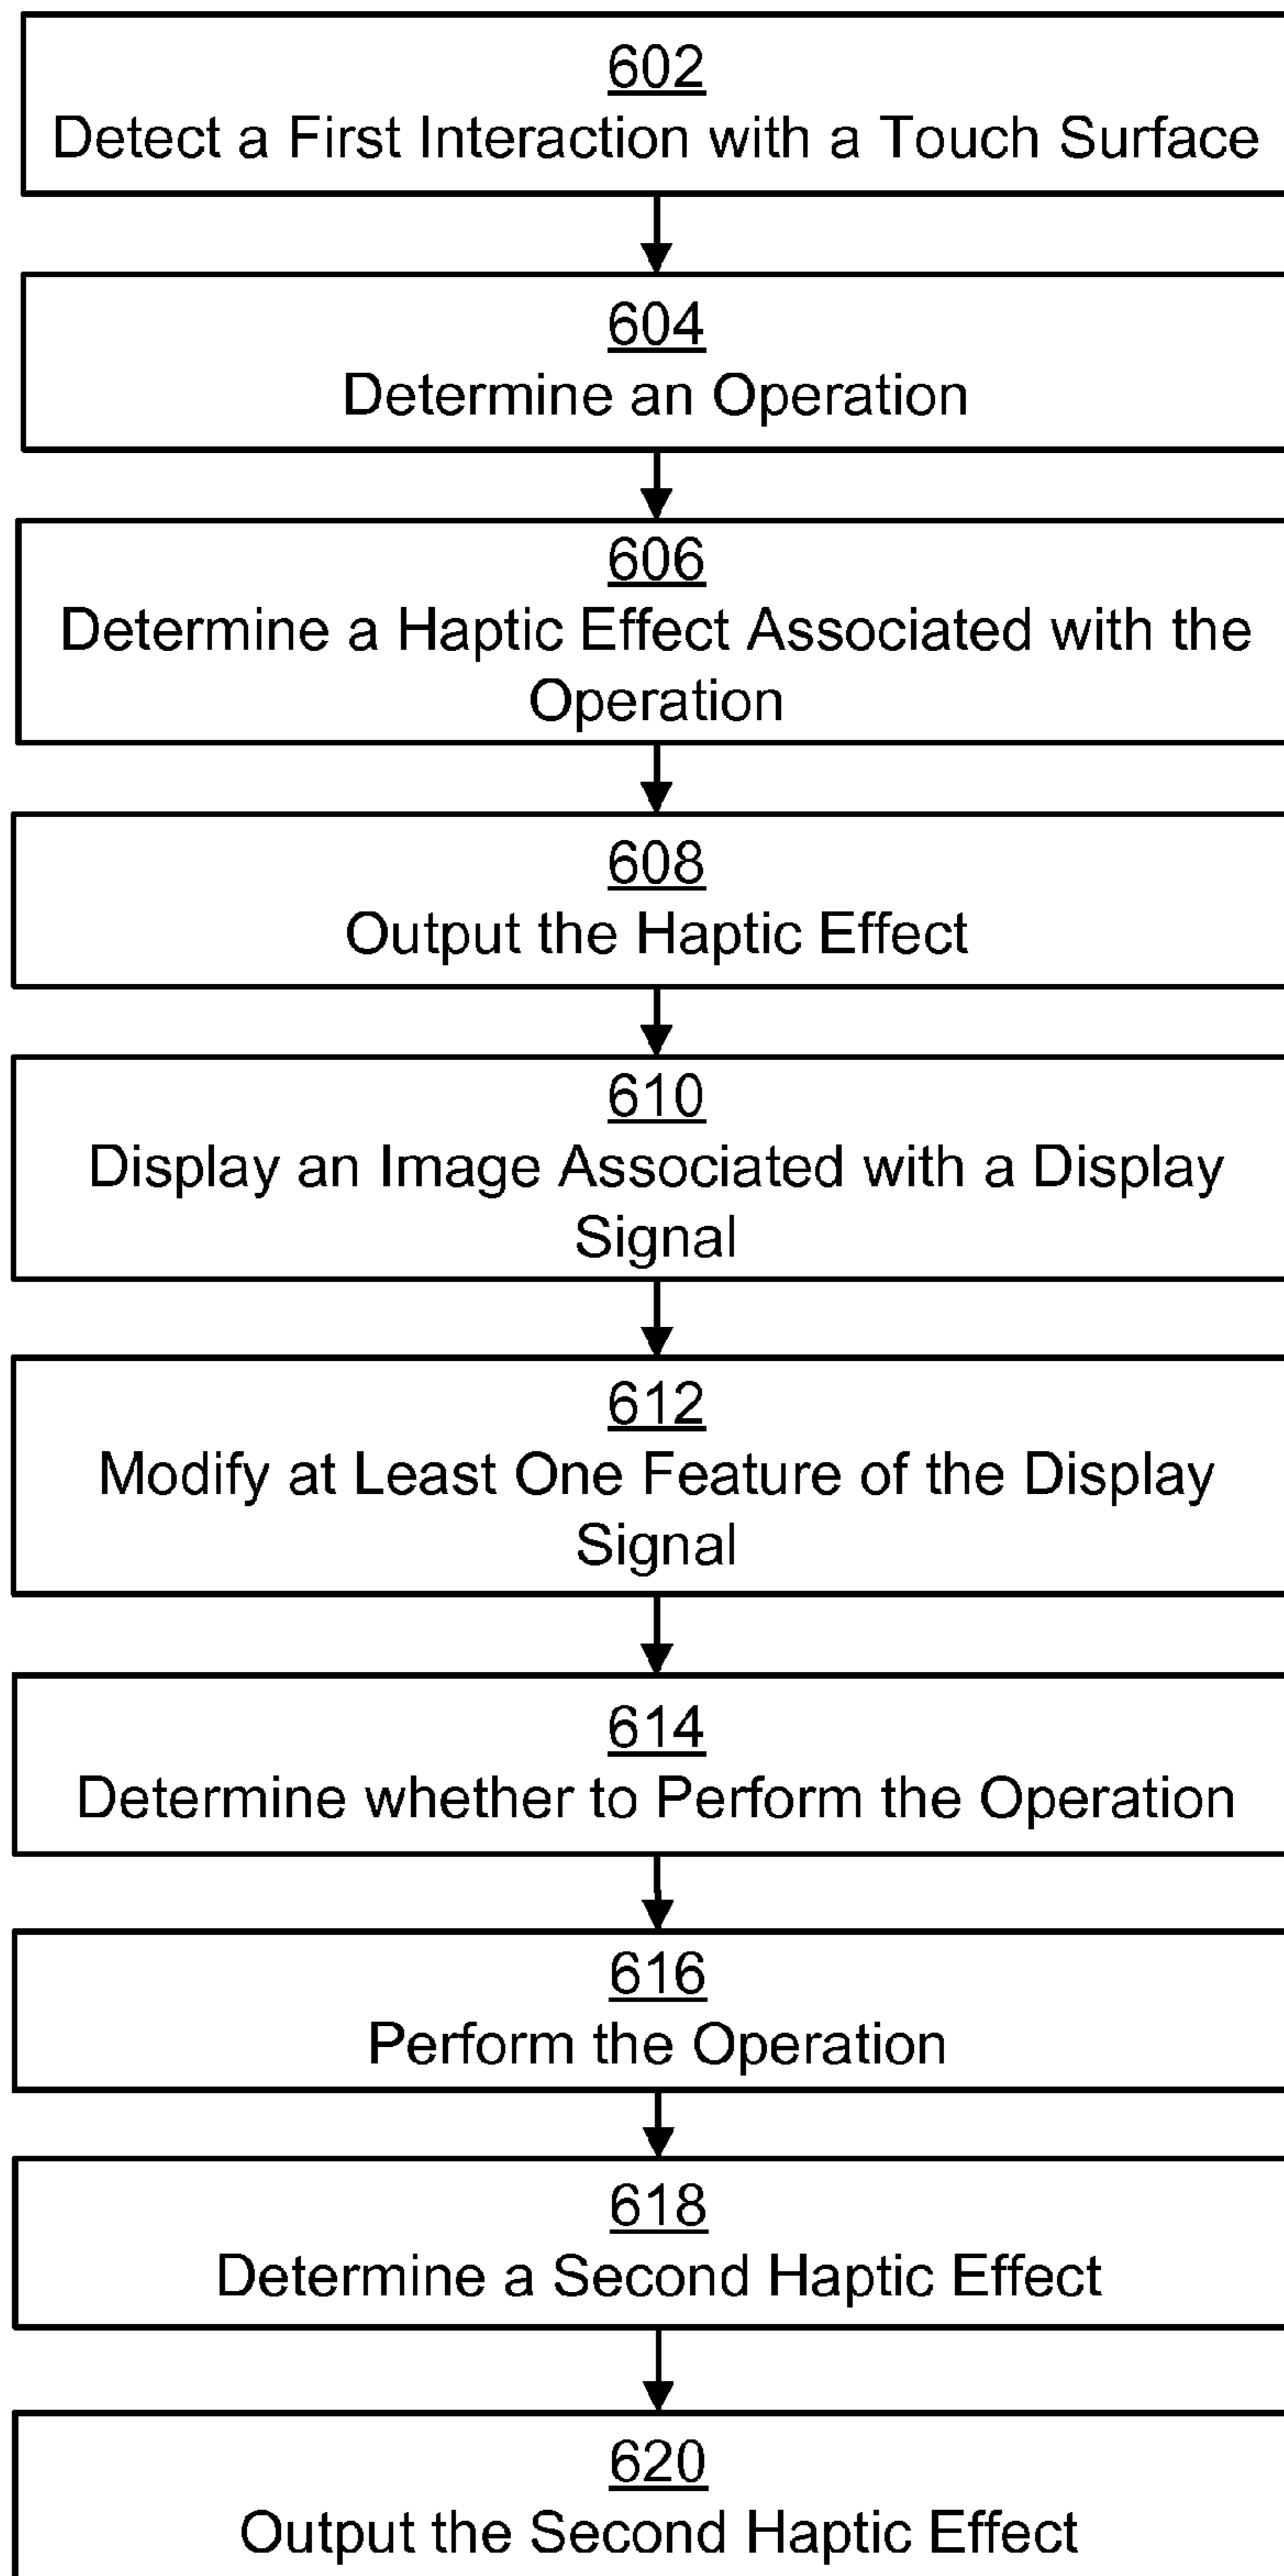 602
Detect a First Interaction with a Touch Surface
604
Determine an Operation
606
Determine a Haptic Effect Associated with the
Operation
608
Output the Haptic Effect
610
Display an Image Associated with a Display
Signal
612
Modify at Least One Feature of the Display
Signal
614
Determine whether to Perform the Operation
616
Perform the Operation
618
Determine a Second Haptic Effect
620
Output the Second Haptic Effect